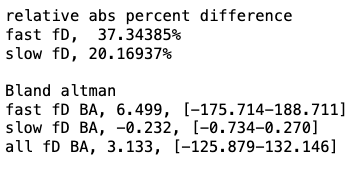 relative abs percent difference
fast fD,  37.34385%
slow fD, 20.16937%

Bland altman
fast fD BA, 6.499, [-175.714-188.711]
slow fD BA, -0.232, [-0.734-0.270]
all fD BA, 3.133, [-125.879-132.146]